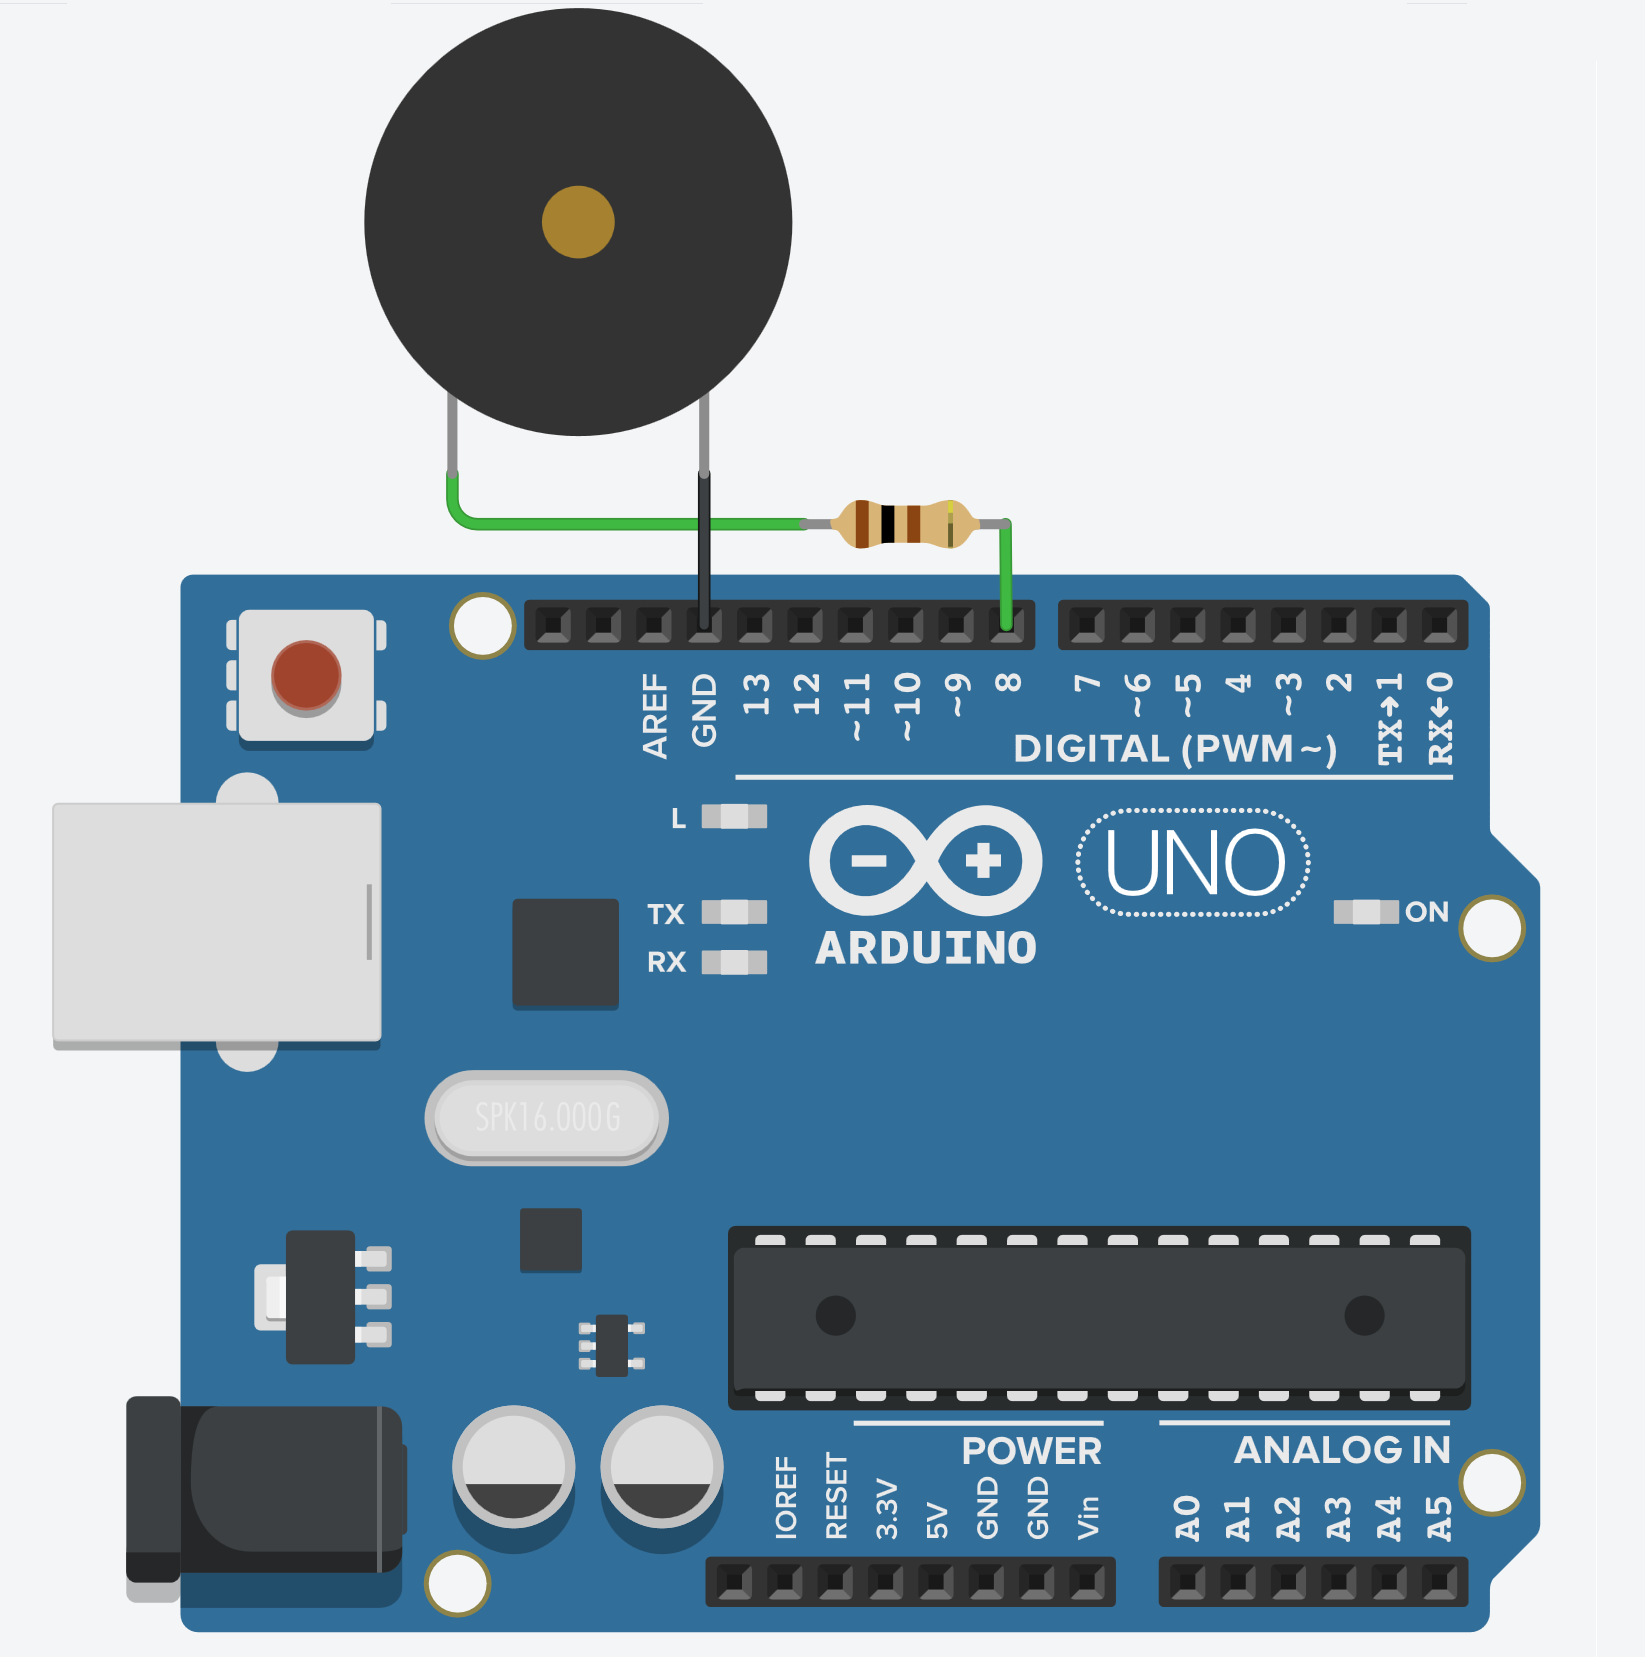 AREF
GND
13
12
~11
~10
~9
8
7
~6
~5
4
~3
2
TX→1
RX←0
DIGITAL (PWM~)
L
TX
RX
ARDUINO
UNO
ON
SPK16.000G
POWER
ANALOG IN
IOREF
RESET
3.3V
5V
GND
GND
Vin
A0
A1
A2
A3
A4
A5